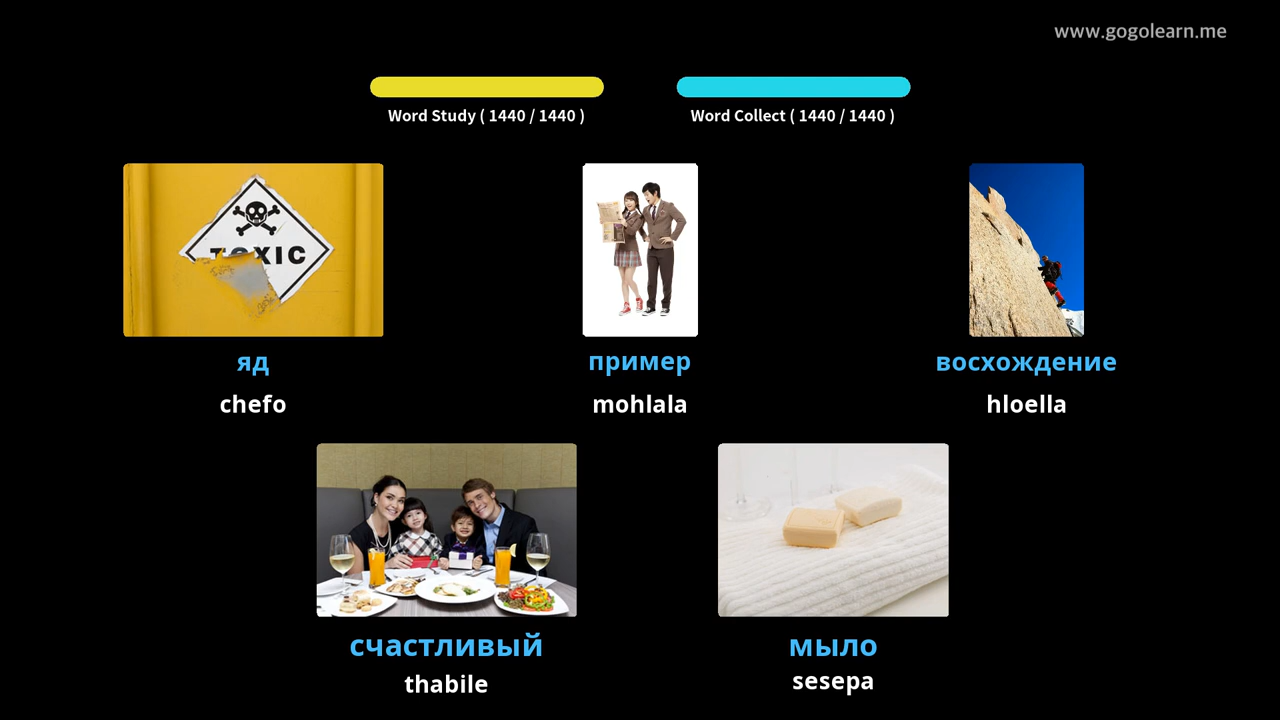 www.gogolearn.me
Word Study ( 1440 / 1440 )
Word Collect ( 1440 / 1440 )
TOXIC
яд
пример
восхождение
chefo
mohlala
hloella
счастливый
мыло
thabile
sesepa